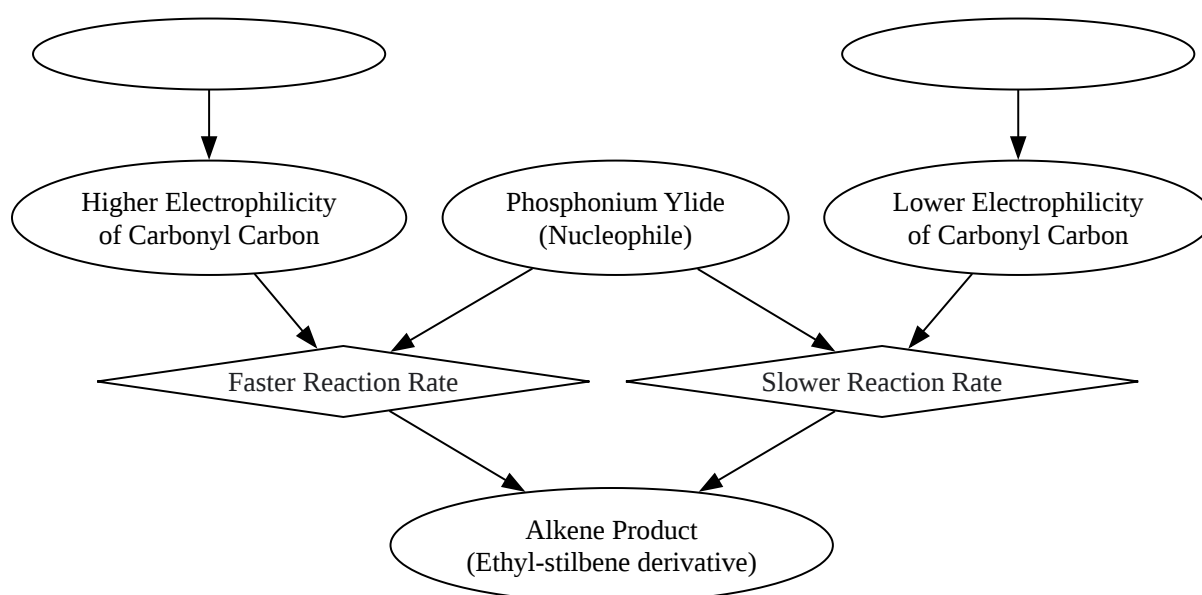 Higher Electrophilicity
of Carbonyl Carbon
Phosphonium Ylide
(Nucleophile)
Lower Electrophilicity
of Carbonyl Carbon
Faster Reaction Rate
Slower Reaction Rate
Alkene Product
(Ethyl-stilbene derivative)